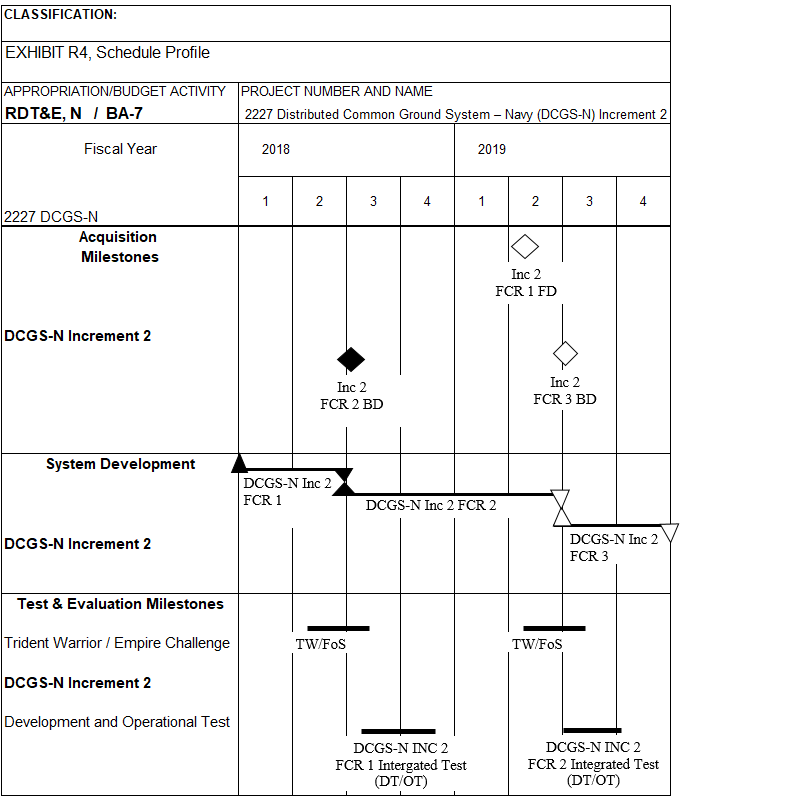 CLASSIFICATION:
EXHIBIT R4, Schedule Profile
APPROPRIATION/BUDGET ACTIVITY
PROJECT NUMBER AND NAME
RDT&E, N / BA-7
2227 Distributed Common Ground System – Navy (DCGS-N) Increment 2
Fiscal Year
2018
2019
2227 DCGS-N
1
2
3
4
1
2
3
4
Acquisition
Milestones
Inc 2
FCR 1 FD
DCGS-N Increment 2
Inc 2
FCR 2 BD
Inc 2
FCR 3 BD
System Development
DCGS-N Inc 2
FCR 1
DCGS-N Inc 2 FCR 2
DCGS-N Inc 2
FCR 3
DCGS-N Increment 2
Test & Evaluation Milestones
Trident Warrior / Empire Challenge
TW/FoS
TW/FoS
DCGS-N Increment 2
Development and Operational Test
DCGS-N INC 2
FCR 1 Intergated Test
(DT/OT)
DCGS-N INC 2
FCR 2 Integrated Test
(DT/OT)